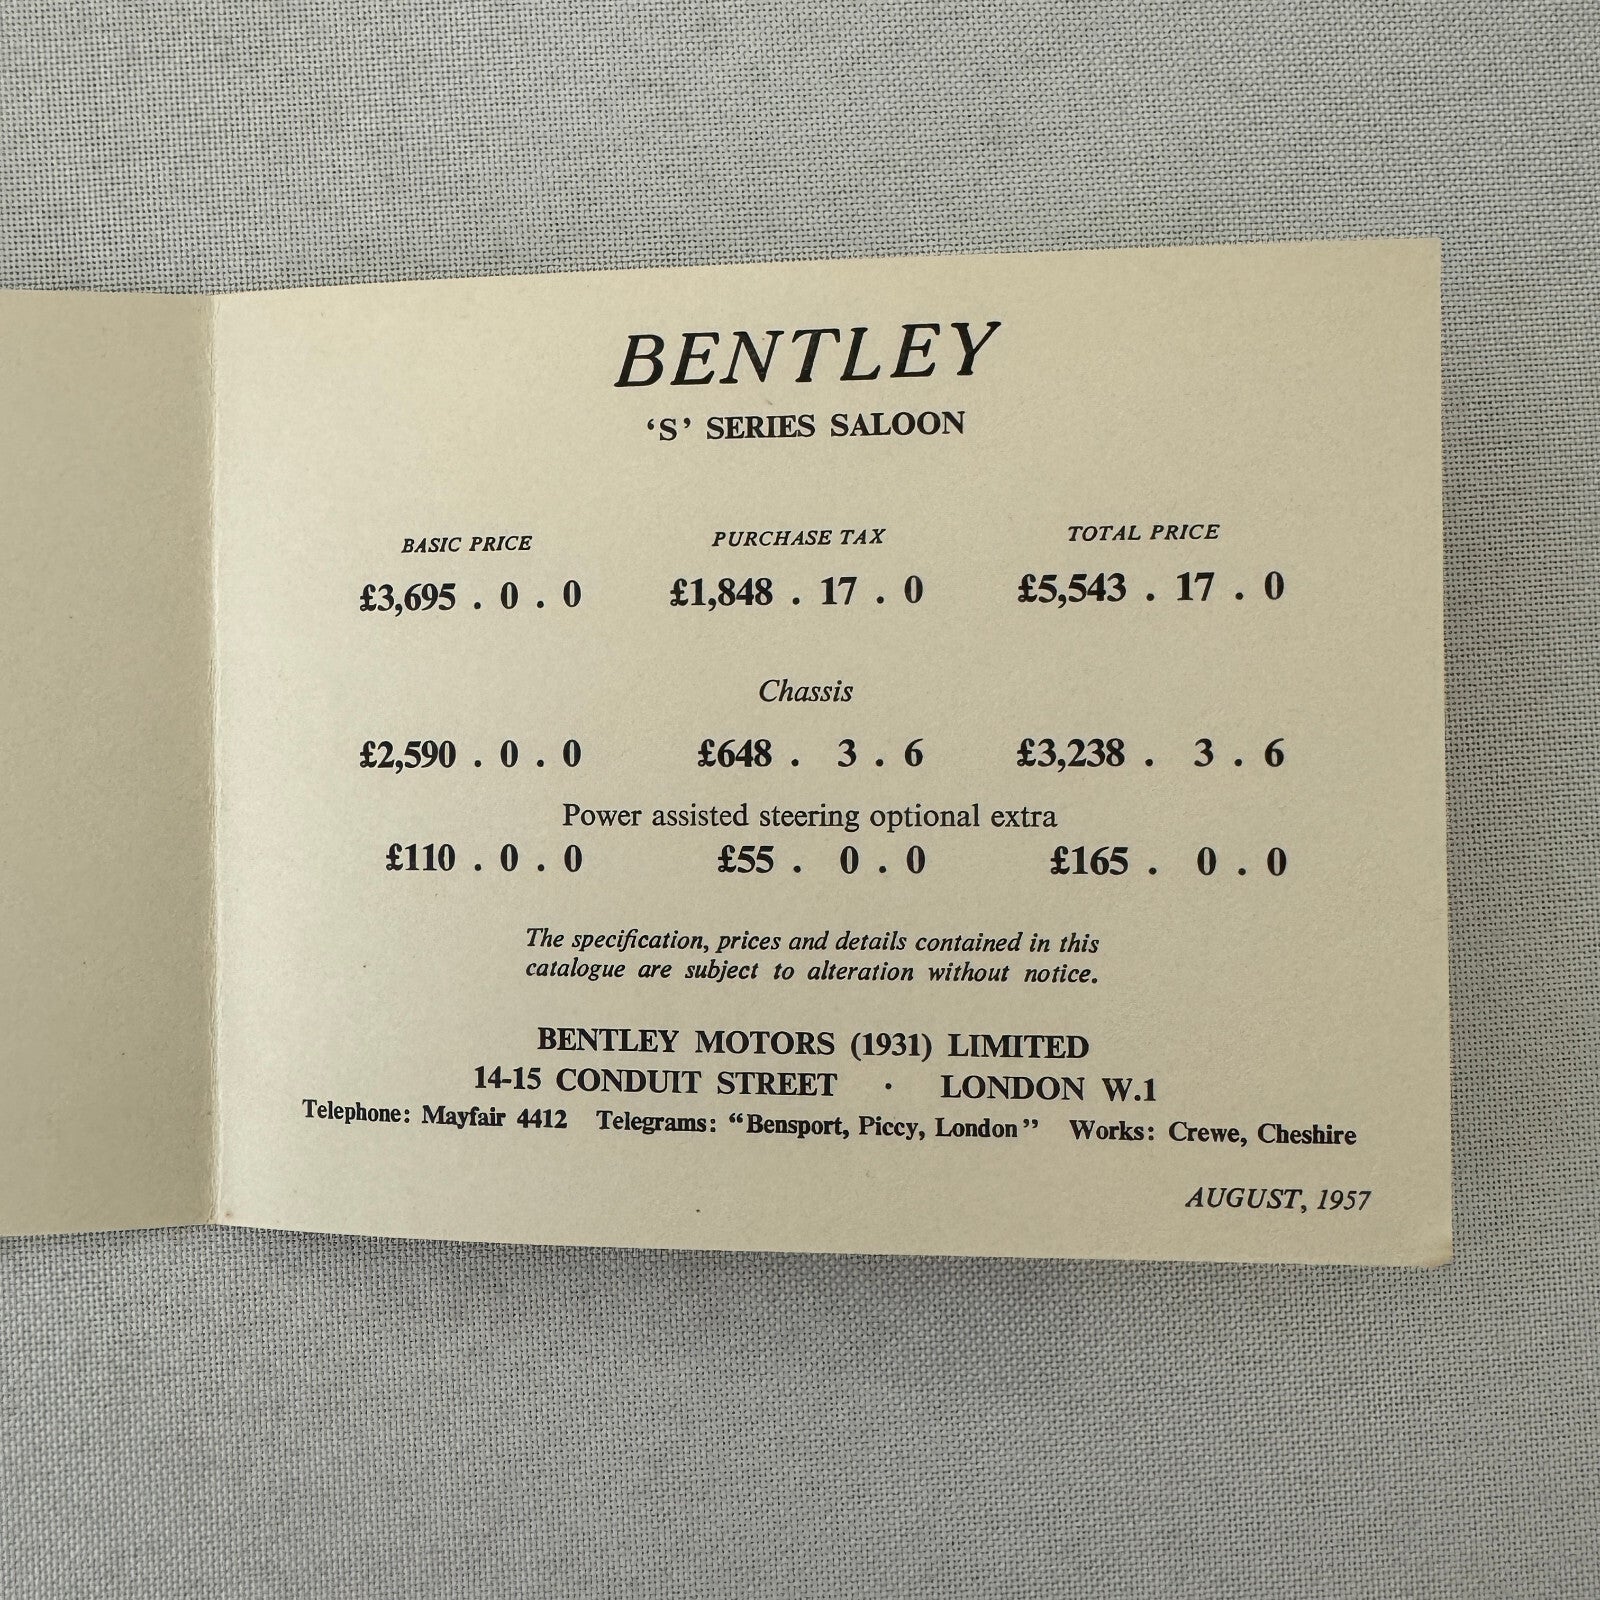 BENTLEY
‘S’ SERIES SALOON
BASIC PRICE PURCHASE TAX TOTAL PRICE
£3,695 . 0 . 0 £1,848 . 17 . 0 £5,543 . 17 . 0
Chassis
£2,590 . 0 . 0 £648 . 3 . 6 £3,238 . 3 . 6
Power assisted steering optional extra
£110 . 0 . 0 £55 . 0 . 0 £165 . 0 . 0
The specification, prices and details contained in this
catalogue are subject to alteration without notice.
BENTLEY MOTORS (1931) LIMITED
14-15 CONDUIT STREET · LONDON W.1
Telephone: Mayfair 4412 Telegrams: “Bensport, Piccy, London” Works: Crewe, Cheshire
AUGUST, 1957